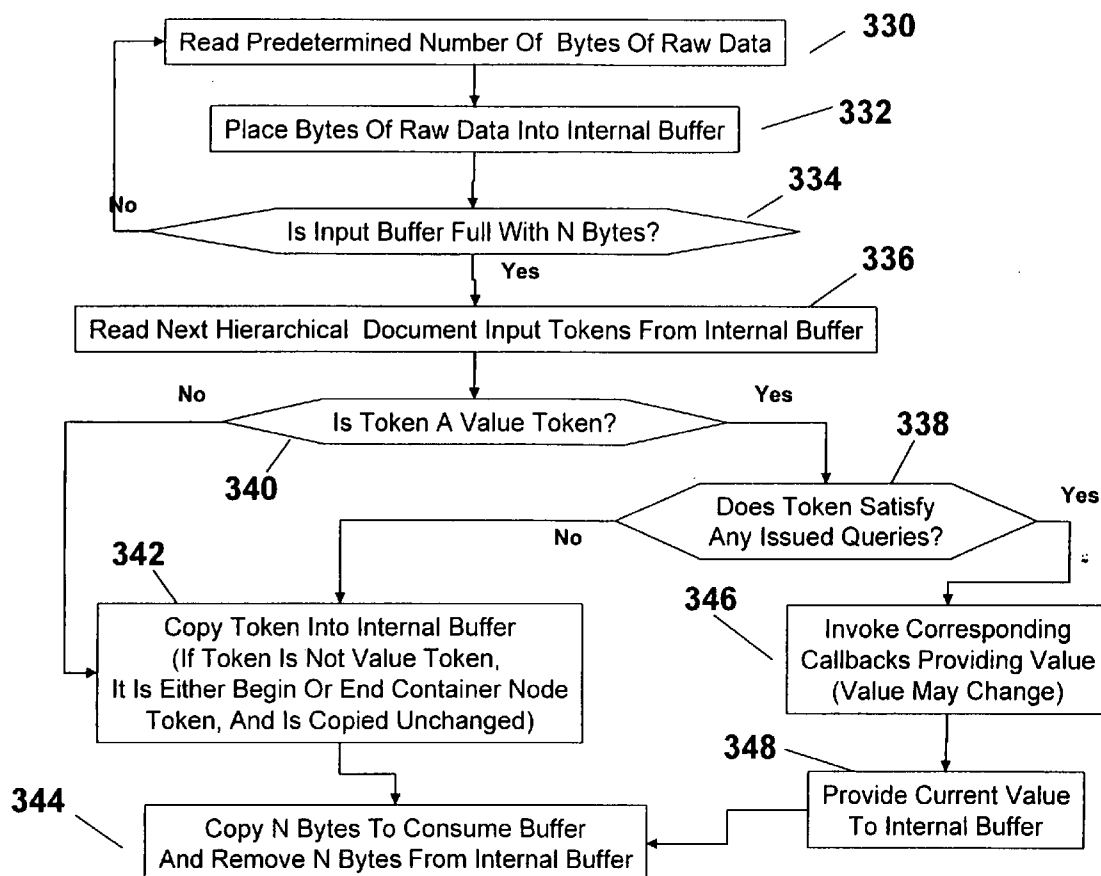 330
Read Predetermined Number Of Bytes Of Raw Data
332
Place Bytes Of Raw Data Into Internal Buffer
334
No
Is Input Buffer Full With N Bytes?
Yes
336
Read Next Hierarchical Document Input Tokens From Internal Buffer
No
Yes
Is Token A Value Token?
338
340
Does Token Satisfy
Any Issued Queries?
Yes
No
342
346
Copy Token Into Internal Buffer
(If Token Is Not Value Token,
It Is Either Begin Or End Container Node
Token, And Is Copied Unchanged)
Invoke Corresponding
Callbacks Providing Value
(Value May Change)
348
344
Provide Current Value
To Internal Buffer
Copy N Bytes To Consume Buffer
And Remove N Bytes From Internal Buffer